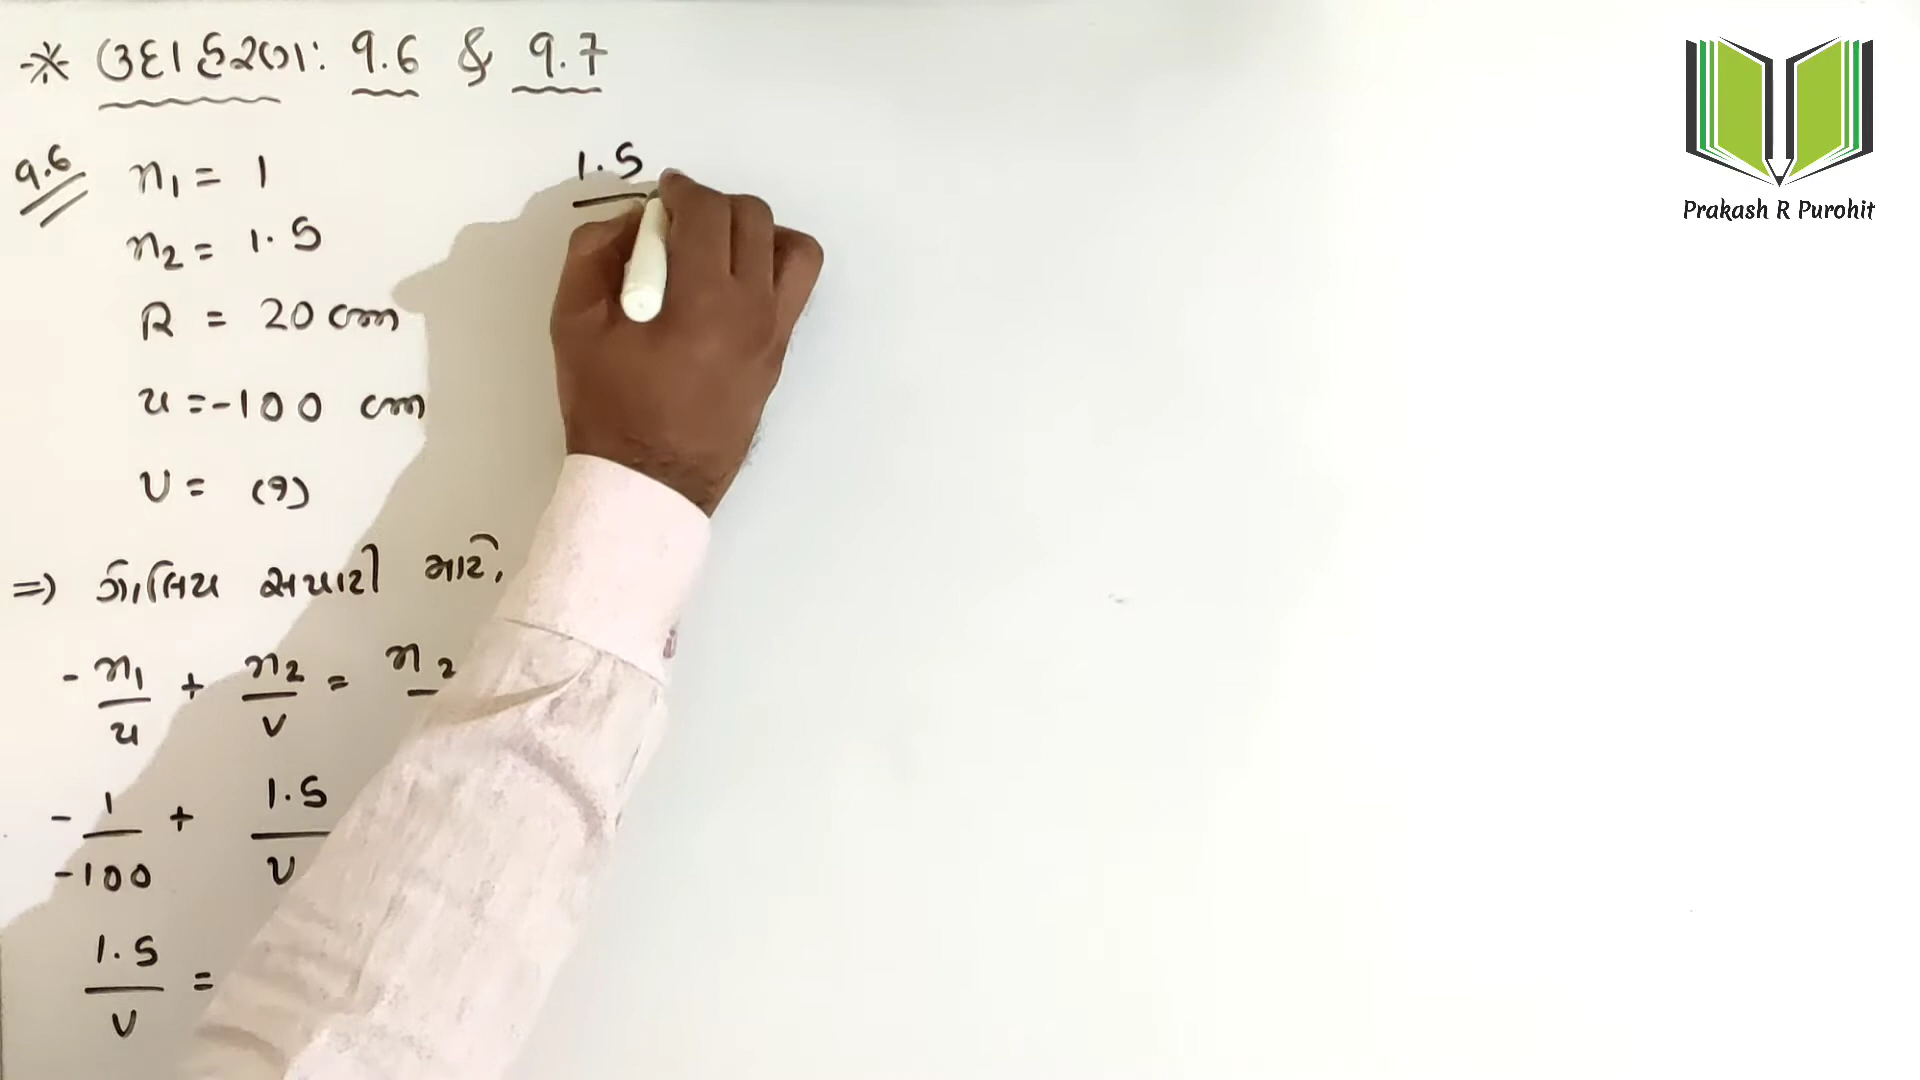 * ઉદાહરણ: 9.6 & 9.7
9.6
n₁ = 1
n₂ = 1.5
R = 20 cm
u = -100 cm
v = (?)
=> ગોલિય સપાટી માટે,
- n₁/u + n₂/v = n₂
- 1/-100 + 1.5/v
1.5/v =
1.5
Prakash R Purohit